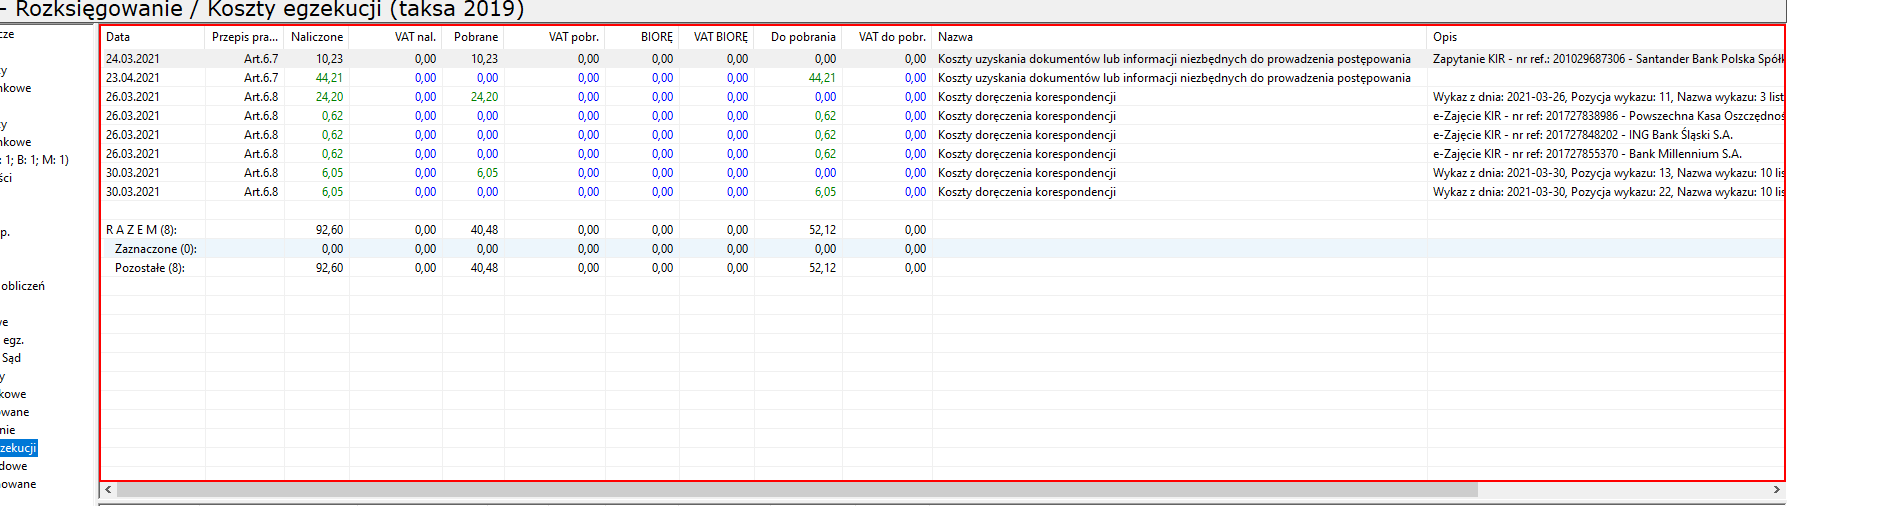 - Rozksięgowanie / Koszty egzekucji (taksa 2019)
Data Przepis pra... Naliczone VAT nal. Pobrane VAT pobr. BIORĘ VAT BIORĘ Do pobrania VAT do pobr. Nazwa Opis
24.03.2021 Art.6.7 10,23 0,00 10,23 0,00 0,00 0,00 0,00 0,00 Koszty uzyskania dokumentów lub informacji niezbędnych do prowadzenia postępowania Zapytanie KIR - nr ref.: 201029687306 - Santander Bank Polska Spółk
23.04.2021 Art.6.7 44,21 0,00 0,00 0,00 0,00 0,00 44,21 0,00 Koszty uzyskania dokumentów lub informacji niezbędnych do prowadzenia postępowania
26.03.2021 Art.6.8 24,20 0,00 24,20 0,00 0,00 0,00 0,00 0,00 Koszty doręczenia korespondencji Wykaz z dnia: 2021-03-26, Pozycja wykazu: 11, Nazwa wykazu: 3 list
26.03.2021 Art.6.8 0,62 0,00 0,00 0,00 0,00 0,00 0,62 0,00 Koszty doręczenia korespondencji e-Zajęcie KIR - nr ref: 201727838986 - Powszechna Kasa Oszczędnoś
26.03.2021 Art.6.8 0,62 0,00 0,00 0,00 0,00 0,00 0,62 0,00 Koszty doręczenia korespondencji e-Zajęcie KIR - nr ref: 201727848202 - ING Bank Śląski S.A.
26.03.2021 Art.6.8 0,62 0,00 0,00 0,00 0,00 0,00 0,62 0,00 Koszty doręczenia korespondencji e-Zajęcie KIR - nr ref: 201727855370 - Bank Millennium S.A.
30.03.2021 Art.6.8 6,05 0,00 6,05 0,00 0,00 0,00 0,00 0,00 Koszty doręczenia korespondencji Wykaz z dnia: 2021-03-30, Pozycja wykazu: 13, Nazwa wykazu: 10 lis
30.03.2021 Art.6.8 6,05 0,00 0,00 0,00 0,00 0,00 6,05 0,00 Koszty doręczenia korespondencji Wykaz z dnia: 2021-03-30, Pozycja wykazu: 22, Nazwa wykazu: 10 lis
R A Z E M (8): 92,60 0,00 40,48 0,00 0,00 0,00 52,12 0,00
Zaznaczone (0): 0,00 0,00 0,00 0,00 0,00 0,00 0,00 0,00
Pozostałe (8): 92,60 0,00 40,48 0,00 0,00 0,00 52,12 0,00
cze
y
nkowe
y
nkowe
: 1; B: 1; M: 1)
ści
p.
obliczeń
we
egz.
Sąd
y
kowe
wane
nie
zekucji
dowe
nowane